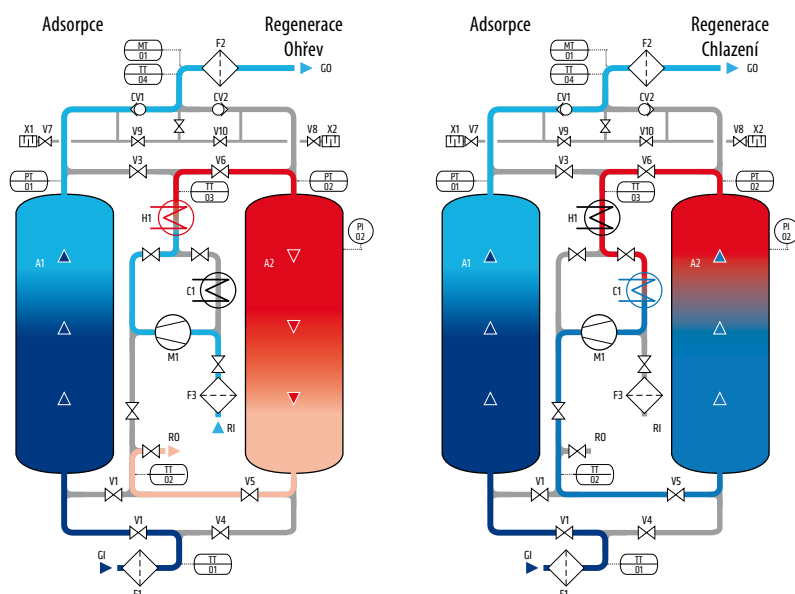 Adsorpce
Regenerace
Ohřev
MT
01
TT
04
F2
GO
CV1
CV2
X1
V7
V9
V10
V8
X2
V3
V6
PT
01
TT
03
PT
02
H1
PI
02
A1
A2
C1
M1
F3
RI
RO
TT
02
V1
V5
V1
V4
GI
TT
01
F1
Adsorpce
Regenerace
Chlazení
MT
01
TT
04
F2
GO
CV1
CV2
X1
V7
V9
V10
V8
X2
V3
V6
PT
01
TT
03
PT
02
H1
PI
02
A1
A2
C1
M1
F3
RI
RO
TT
02
V1
V5
V1
V4
GI
TT
01
F1